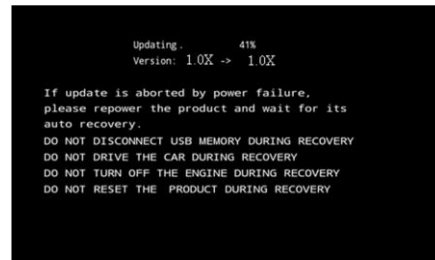 Updating. 41%
Version: 1.0X -> 1.0X
If update is aborted by power failure,
please repower the product and wait for its
auto recovery.
DO NOT DISCONNECT USB MEMORY DURING RECOVERY
DO NOT DRIVE THE CAR DURING RECOVERY
DO NOT TURN OFF THE ENGINE DURING RECOVERY
DO NOT RESET THE PRODUCT DURING RECOVERY